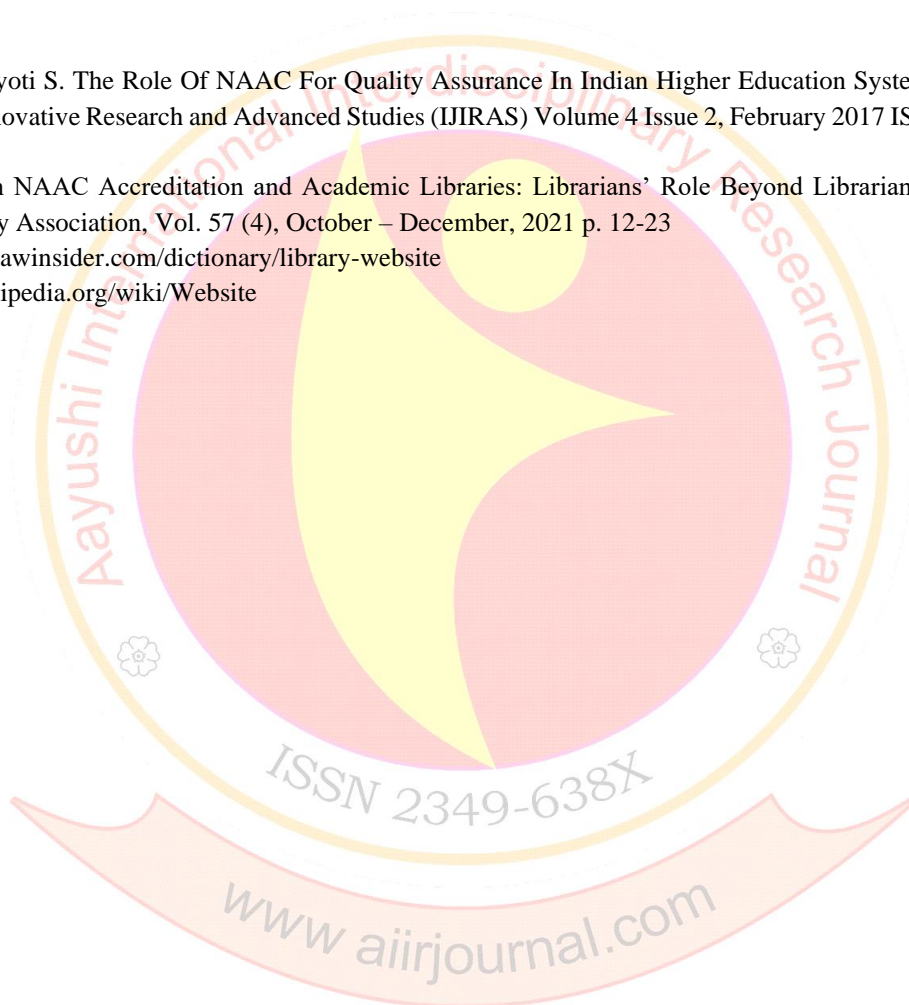 yoti S. The Role Of NAAC For Quality Assurance In Indian Higher Education Syste
novative Research and Advanced Studies (IJIRAS) Volume 4 Issue 2, February 2017 IS
n NAAC Accreditation and Academic Libraries: Librarians’ Role Beyond Librarian
y Association, Vol. 57 (4), October – December, 2021 p. 12-23
awinsider.com/dictionary/library-website
ipedia.org/wiki/Website
Aayushi International Interdisciplinary Research Journal
ISSN 2349-638X
www aiirjournal.com